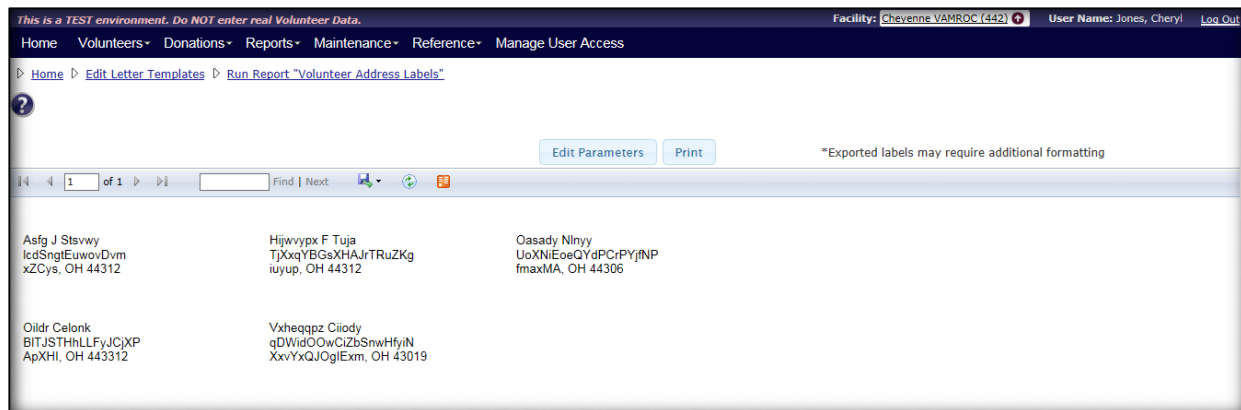 This is a TEST environment. Do NOT enter real Volunteer Data.
Facility: Cheyenne VAMROC (442) User Name: Jones, Cheryl Log Out
Home Volunteers Donations Reports Maintenance Reference Manage User Access
Home Edit Letter Templates Run Report "Volunteer Address Labels"
?
Edit Parameters Print *Exported labels may require additional formatting
1 of 1 Find | Next
Asfg J Stsvwy
IcdSngtEuwovDvm
xZCys, OH 44312
Hijwvypx F Tuja
TjXxqYBGsXHAJrTRuZKg
iuyup, OH 44312
Oasady Nlnyy
UoXNiEoeQYdPCrPYjfNP
fmaxMA, OH 44306
Oildr Celonk
BlTJSTHhLLFyJCjXP
ApXHI, OH 443312
Vxheqqpz Ciiody
qDWidOOwCiZbSnwHfyiN
XxvYxQJOglExm, OH 43019